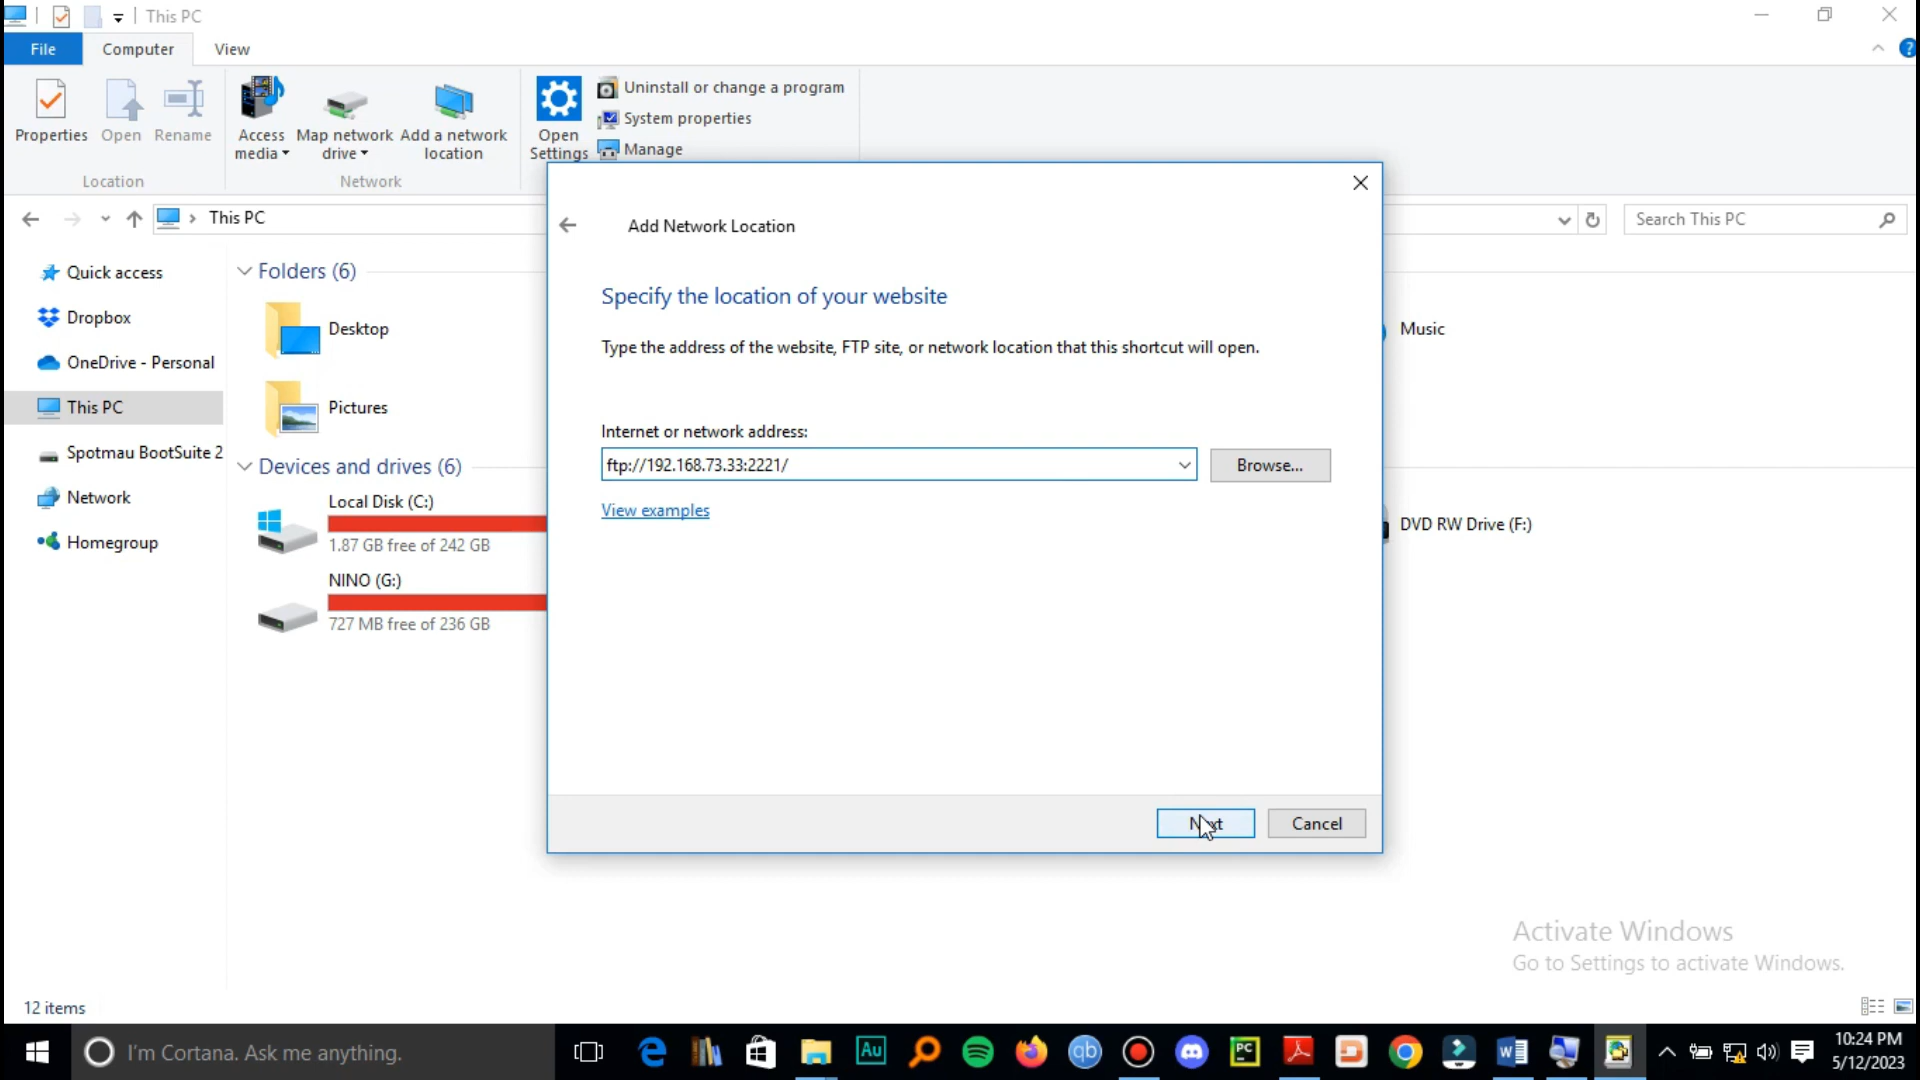 This PC
File
Computer
View
Properties
Open
Rename
Access media
Map network drive
Add a network location
Open Settings
Uninstall or change a program
System properties
Manage
Location
Network
This PC
Search This PC
Quick access
Dropbox
OneDrive - Personal
This PC
Spotmau BootSuite 2
Network
Homegroup
Folders (6)
Desktop
Pictures
Music
Devices and drives (6)
Local Disk (C:)
1.87 GB free of 242 GB
NINO (G:)
727 MB free of 236 GB
DVD RW Drive (F:)
Add Network Location
Specify the location of your website
Type the address of the website, FTP site, or network location that this shortcut will open.
Internet or network address:
ftp://192.168.73.33:2221/
Browse...
View examples
Next
Cancel
Activate Windows
Go to Settings to activate Windows.
12 items
I'm Cortana. Ask me anything.
Au
qb
PC
10:24 PM
5/12/2023